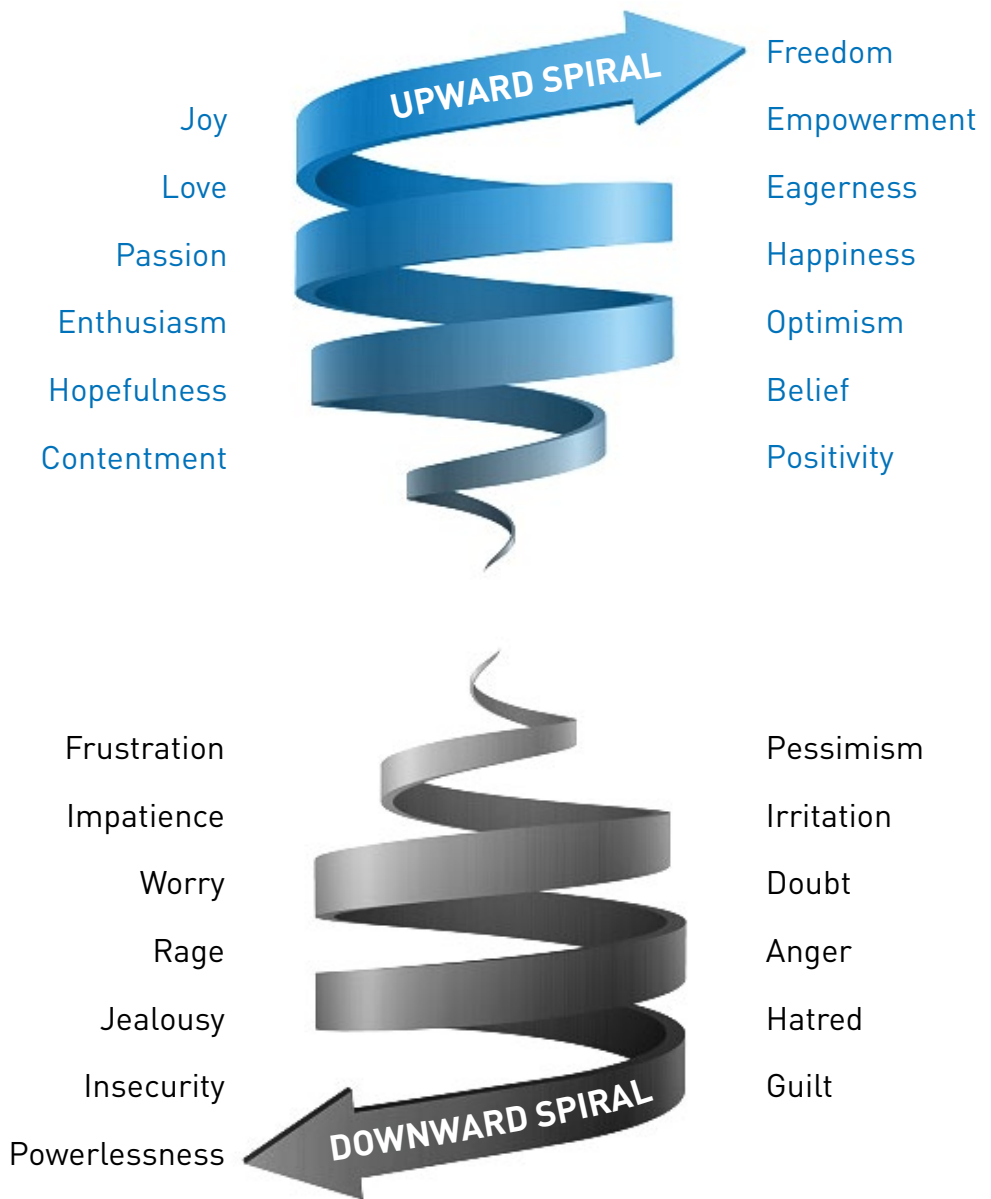 UPWARD SPIRAL
Freedom
Joy
Empowerment
Love
Eagerness
Passion
Happiness
Enthusiasm
Optimism
Hopefulness
Belief
Contentment
Positivity
Frustration
Pessimism
Impatience
Irritation
Worry
Doubt
Rage
Anger
Jealousy
Hatred
Insecurity
Guilt
DOWNWARD SPIRAL
Powerlessness